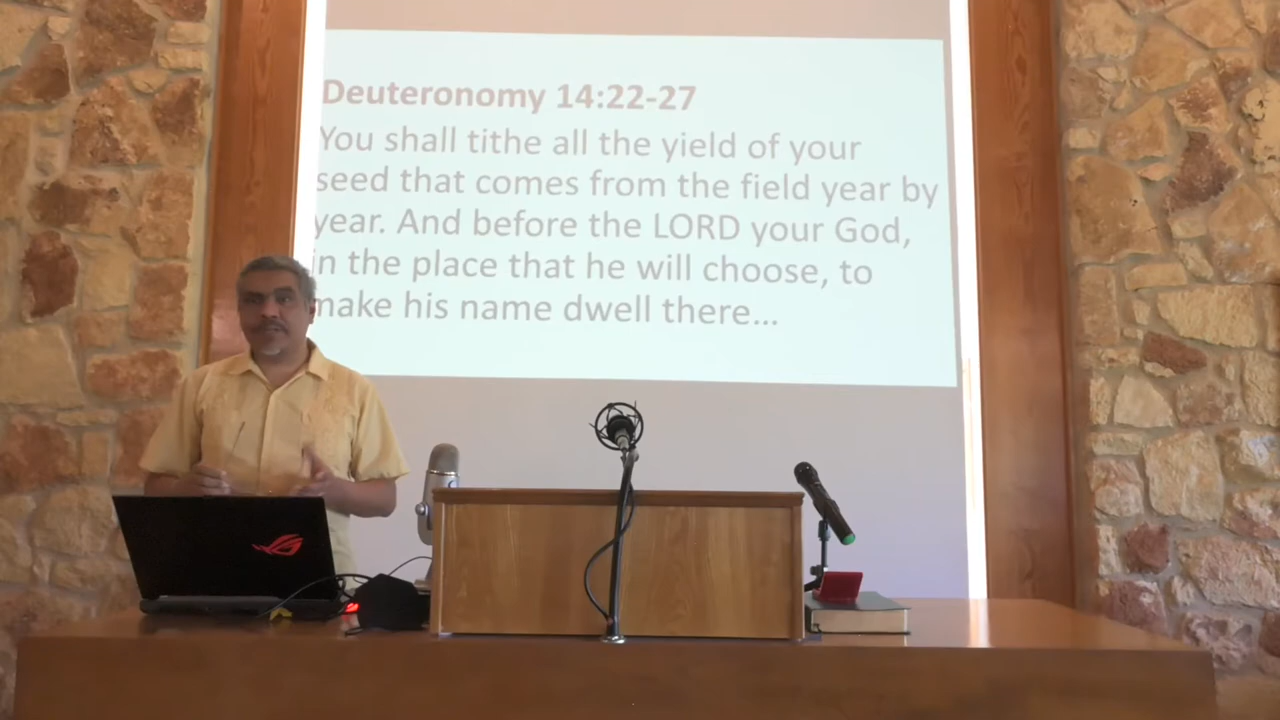 Deuteronomy 14:22-27
You shall tithe all the yield of your
seed that comes from the field year by
year. And before the LORD your God,
in the place that he will choose, to
make his name dwell there...